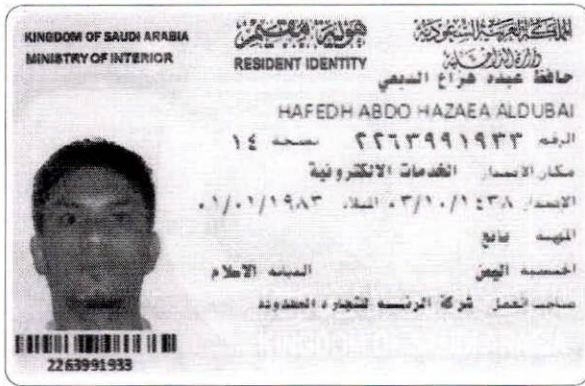 KINGDOM OF SAUDI ARABIA
MINISTRY OF INTERIOR
هوية مقيم
RESIDENT IDENTITY
المملكة العربية السعودية
وزارة الداخلية
حافظ عبده هزاع الدبعي
HAFEDH ABDO HAZAEA ALDUBAI
الرقم ٢٢٦٣٩٩١٩٣٣ نسخة ١٤
مكان الاصدار الخدمات الالكترونية
الاصدار ٠٣/١٠/١٤٣٨ الميلاد ٠١/٠١/١٩٨٣
المهنة بائع
الجنسية اليمن الديانة الاسلام
صاحب العمل شركة للتجارة المحدودة
2263991933